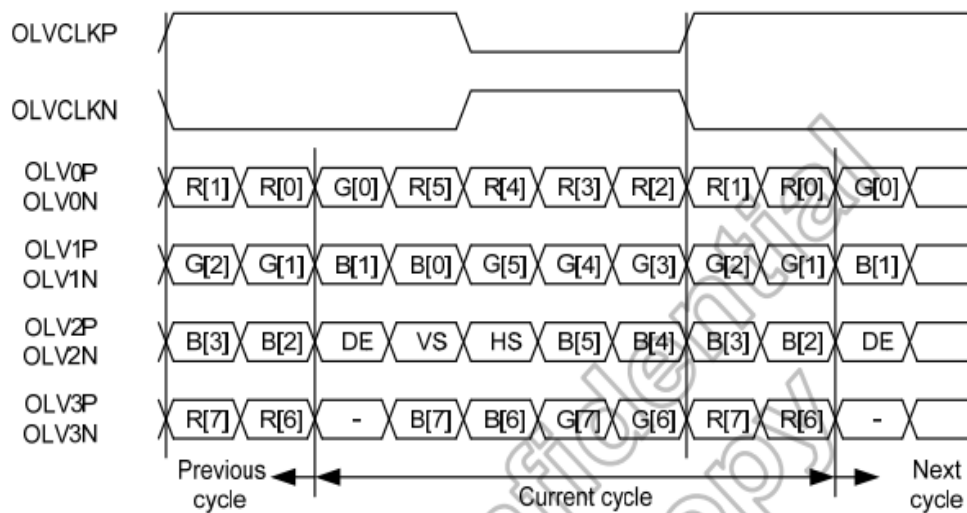 OLVCLKP
OLVCLKN
OLV0P
OLV0N
R[1] R[0] G[0] R[5] R[4] R[3] R[2] R[1] R[0] G[0]
OLV1P
OLV1N
G[2] G[1] B[1] B[0] G[5] G[4] G[3] G[2] G[1] B[1]
OLV2P
OLV2N
B[3] B[2] DE VS HS B[5] B[4] B[3] B[2] DE
OLV3P
OLV3N
R[7] R[6] - B[7] B[6] G[7] G[6] R[7] R[6] -
Previous cycle
Current cycle
Next cycle